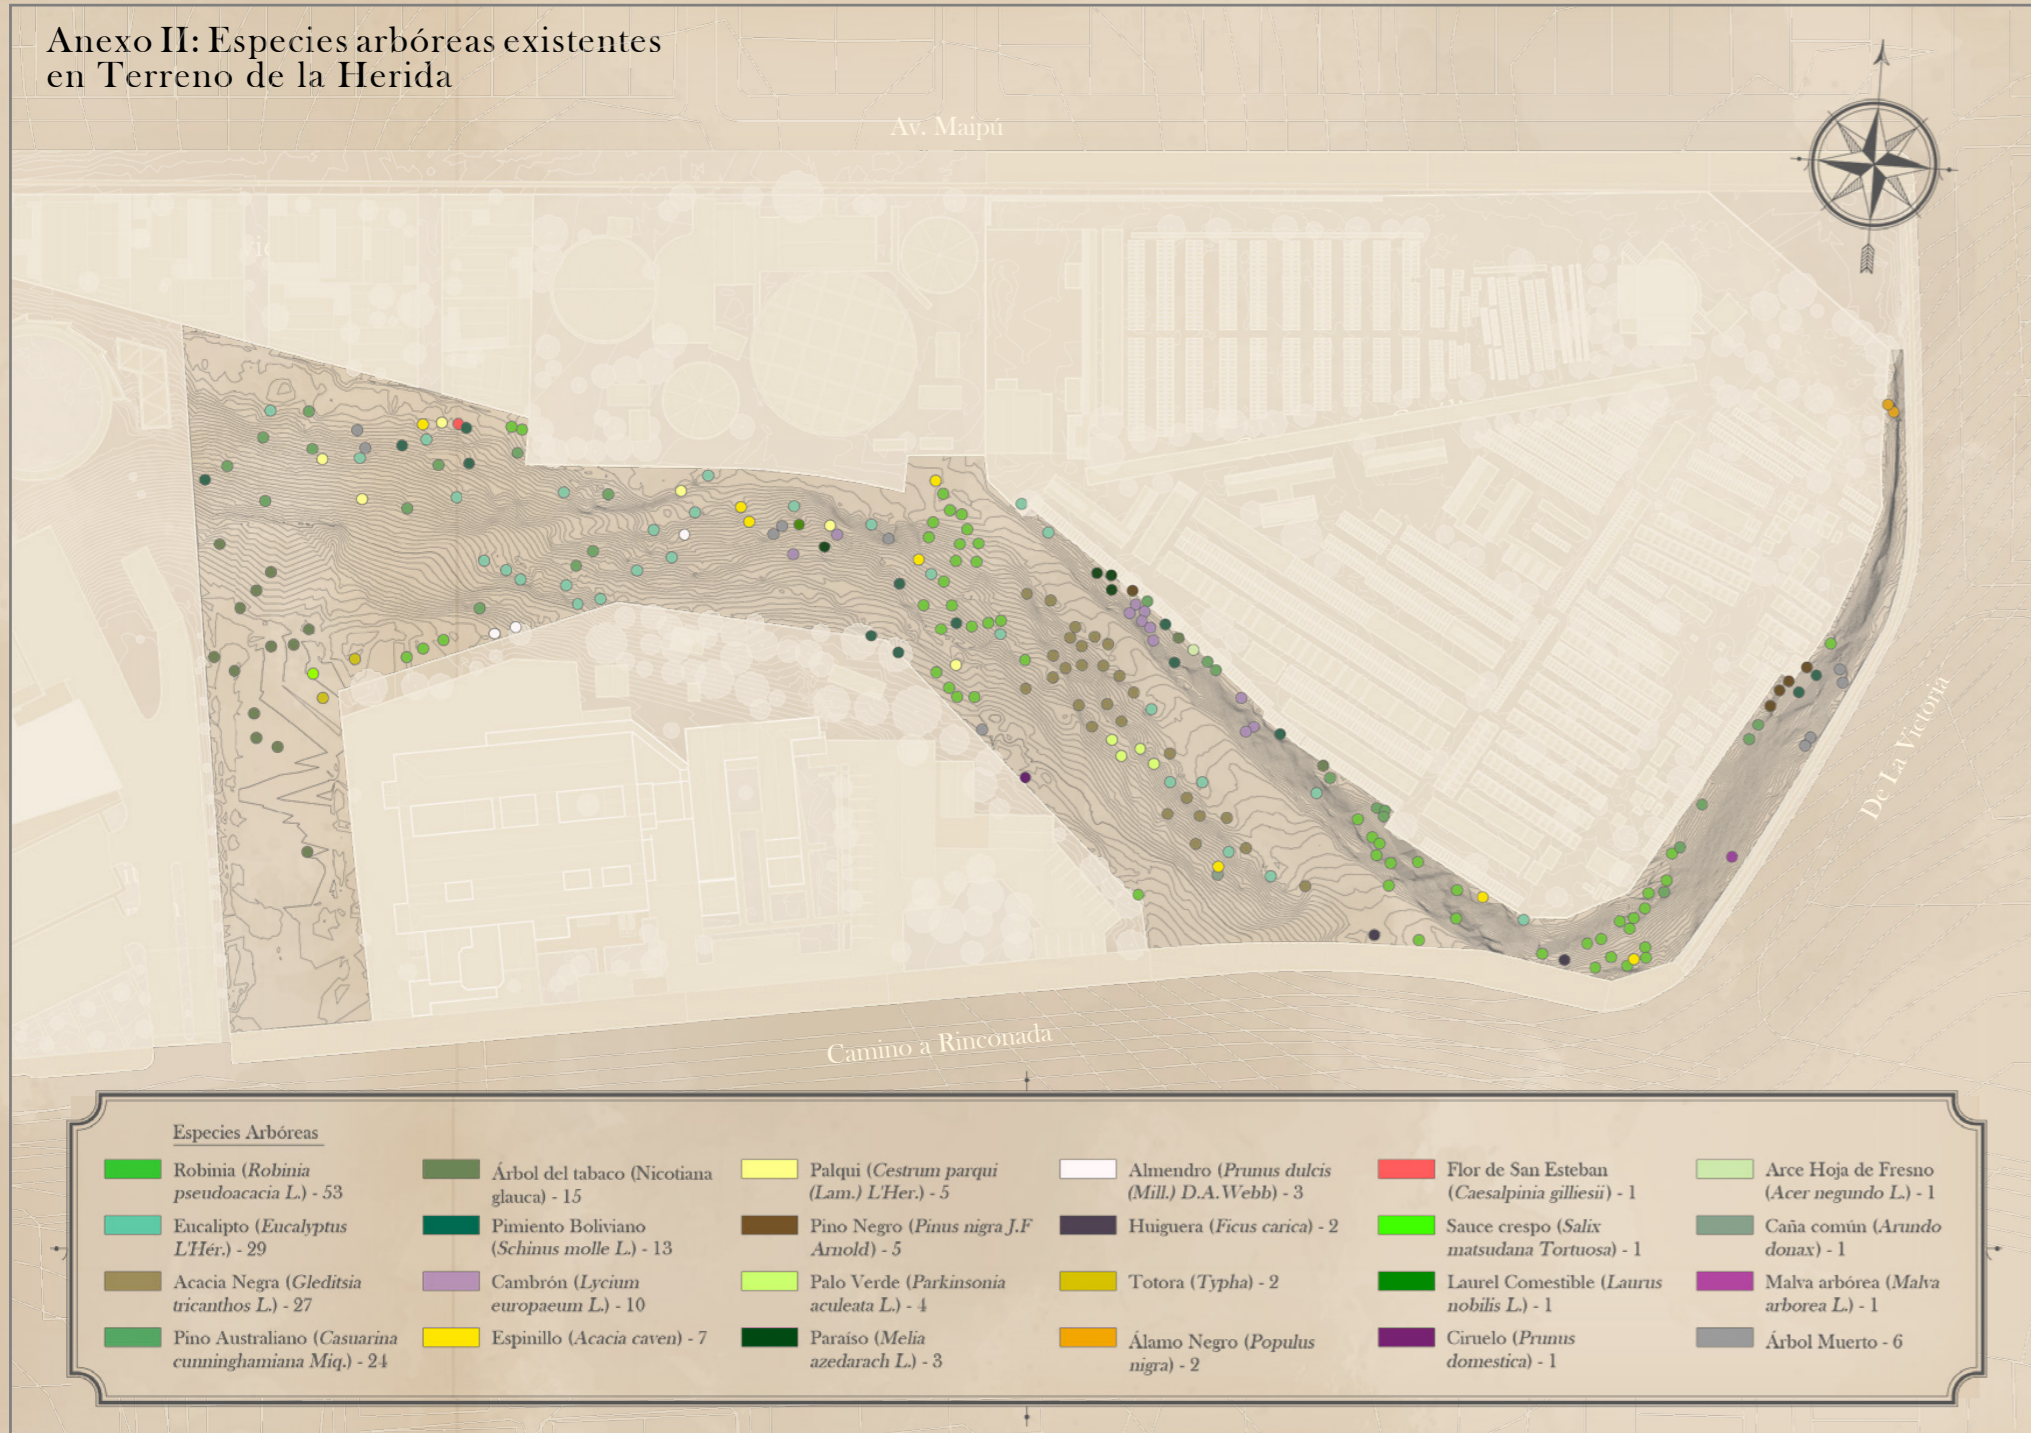 Anexo II: Especies arbóreas existentes
en Terreno de la Herida
Av. Maipú
De La Victoria
Camino a Rinconada
Especies Arbóreas
Robinia (Robinia
pseudoacacia L.) - 53
Eucalipto (Eucalyptus
L'Hér.) - 29
Acacia Negra (Gleditsia
tricanthos L.) - 27
Pino Australiano (Casuarina
cunninghamiana Miq.) - 24
Árbol del tabaco (Nicotiana
glauca) - 15
Pimiento Boliviano
(Schinus molle L.) - 13
Cambrón (Lycium
europaeum L.) - 10
Espinillo (Acacia caven) - 7
Palqui (Cestrum parqui
(Lam.) L'Her.) - 5
Pino Negro (Pinus nigra J.F
Arnold) - 5
Palo Verde (Parkinsonia
aculeata L.) - 4
Paraíso (Melia
azedarach L.) - 3
Almendro (Prunus dulcis
(Mill.) D.A.Webb) - 3
Huiguera (Ficus carica) - 2
Totora (Typha) - 2
Álamo Negro (Populus
nigra) - 2
Flor de San Esteban
(Caesalpinia gilliesii) - 1
Sauce crespo (Salix
matsudana Tortuosa) - 1
Laurel Comestible (Laurus
nobilis L.) - 1
Ciruelo (Prunus
domestica) - 1
Arce Hoja de Fresno
(Acer negundo L.) - 1
Caña común (Arundo
donax) - 1
Malva arbórea (Malva
arborea L.) - 1
Árbol Muerto - 6